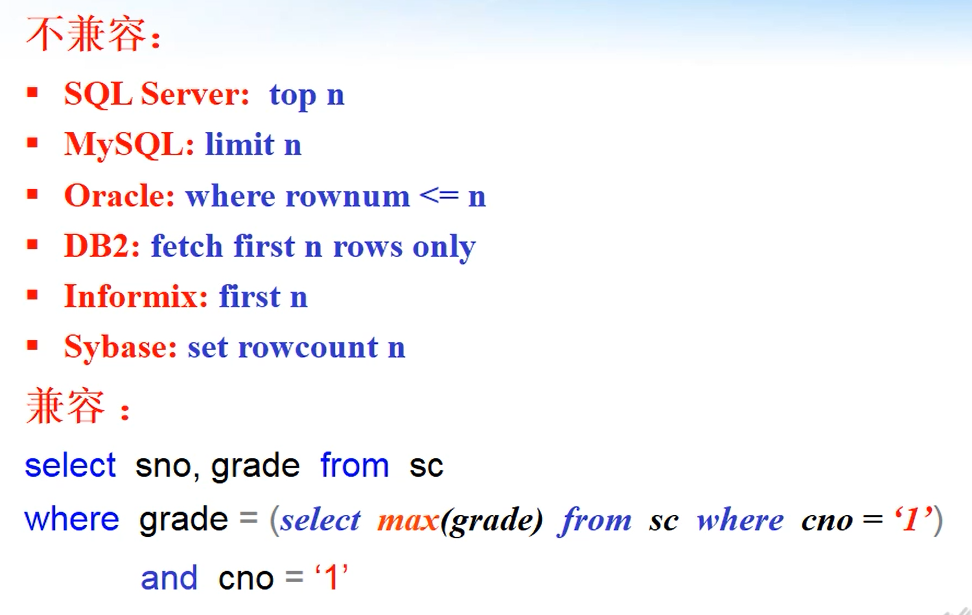 不兼容：
▪ SQL Server: top n
▪ MySQL: limit n
▪ Oracle: where rownum <= n
▪ DB2: fetch first n rows only
▪ Informix: first n
▪ Sybase: set rowcount n
兼容：
select sno, grade from sc
where grade = (select max(grade) from sc where cno = ‘1’)
and cno = ‘1’